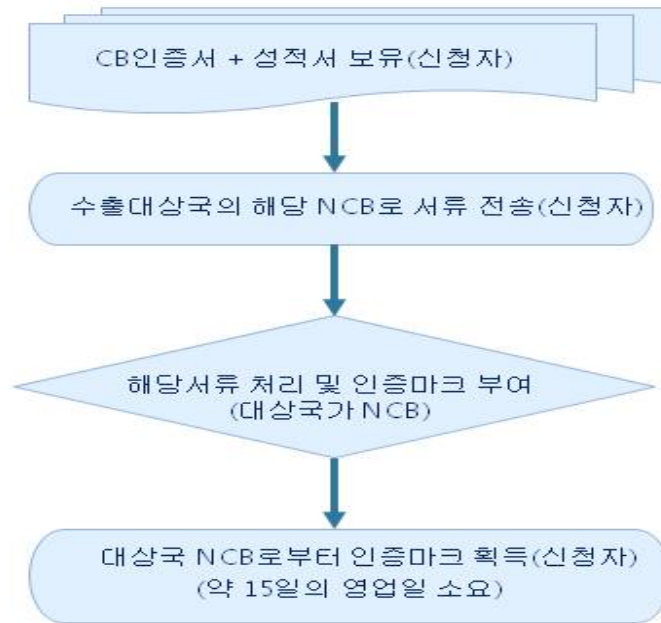 CB인증서 + 성적서 보유(신청자)
수출대상국의 해당 NCB로 서류 전송(신청자)
해당서류 처리 및 인증마크 부여
(대상국가 NCB)
대상국 NCB로부터 인증마크 획득(신청자)
(약 15일의 영업일 소요)